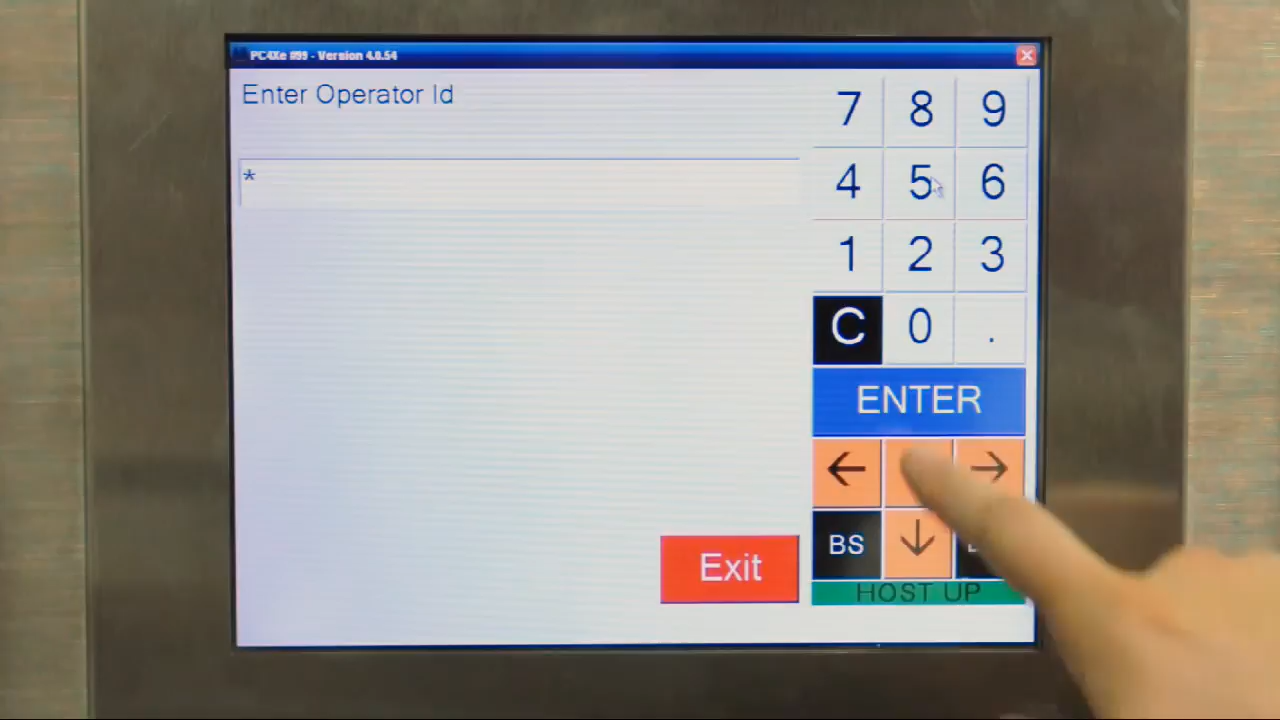 PC4Xe #99 - Version 4.6.54
Enter Operator Id
*
7 8 9
4 5 6
1 2 3
C 0 .
ENTER
← →
BS ↓
Exit
HOST UP